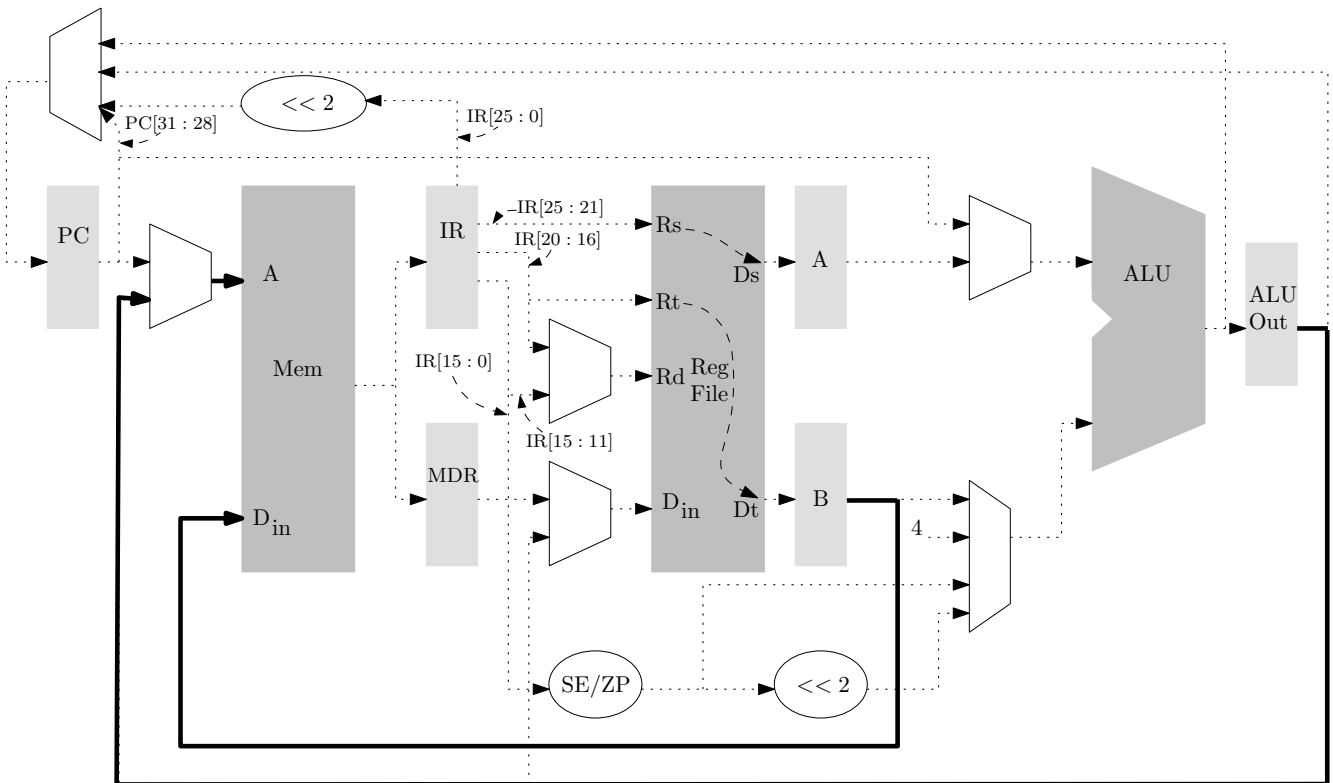 << 2
PC[31 : 28]
IR[25 : 0]
PC
A
Mem
D in
IR
IR[25 : 21]
IR[20 : 16]
IR[15 : 0]
IR[15 : 11]
MDR
Rs
Ds
Rt
Rd
Reg
File
D in
Dt
A
B
4
ALU
ALU
Out
SE/ZP
<< 2